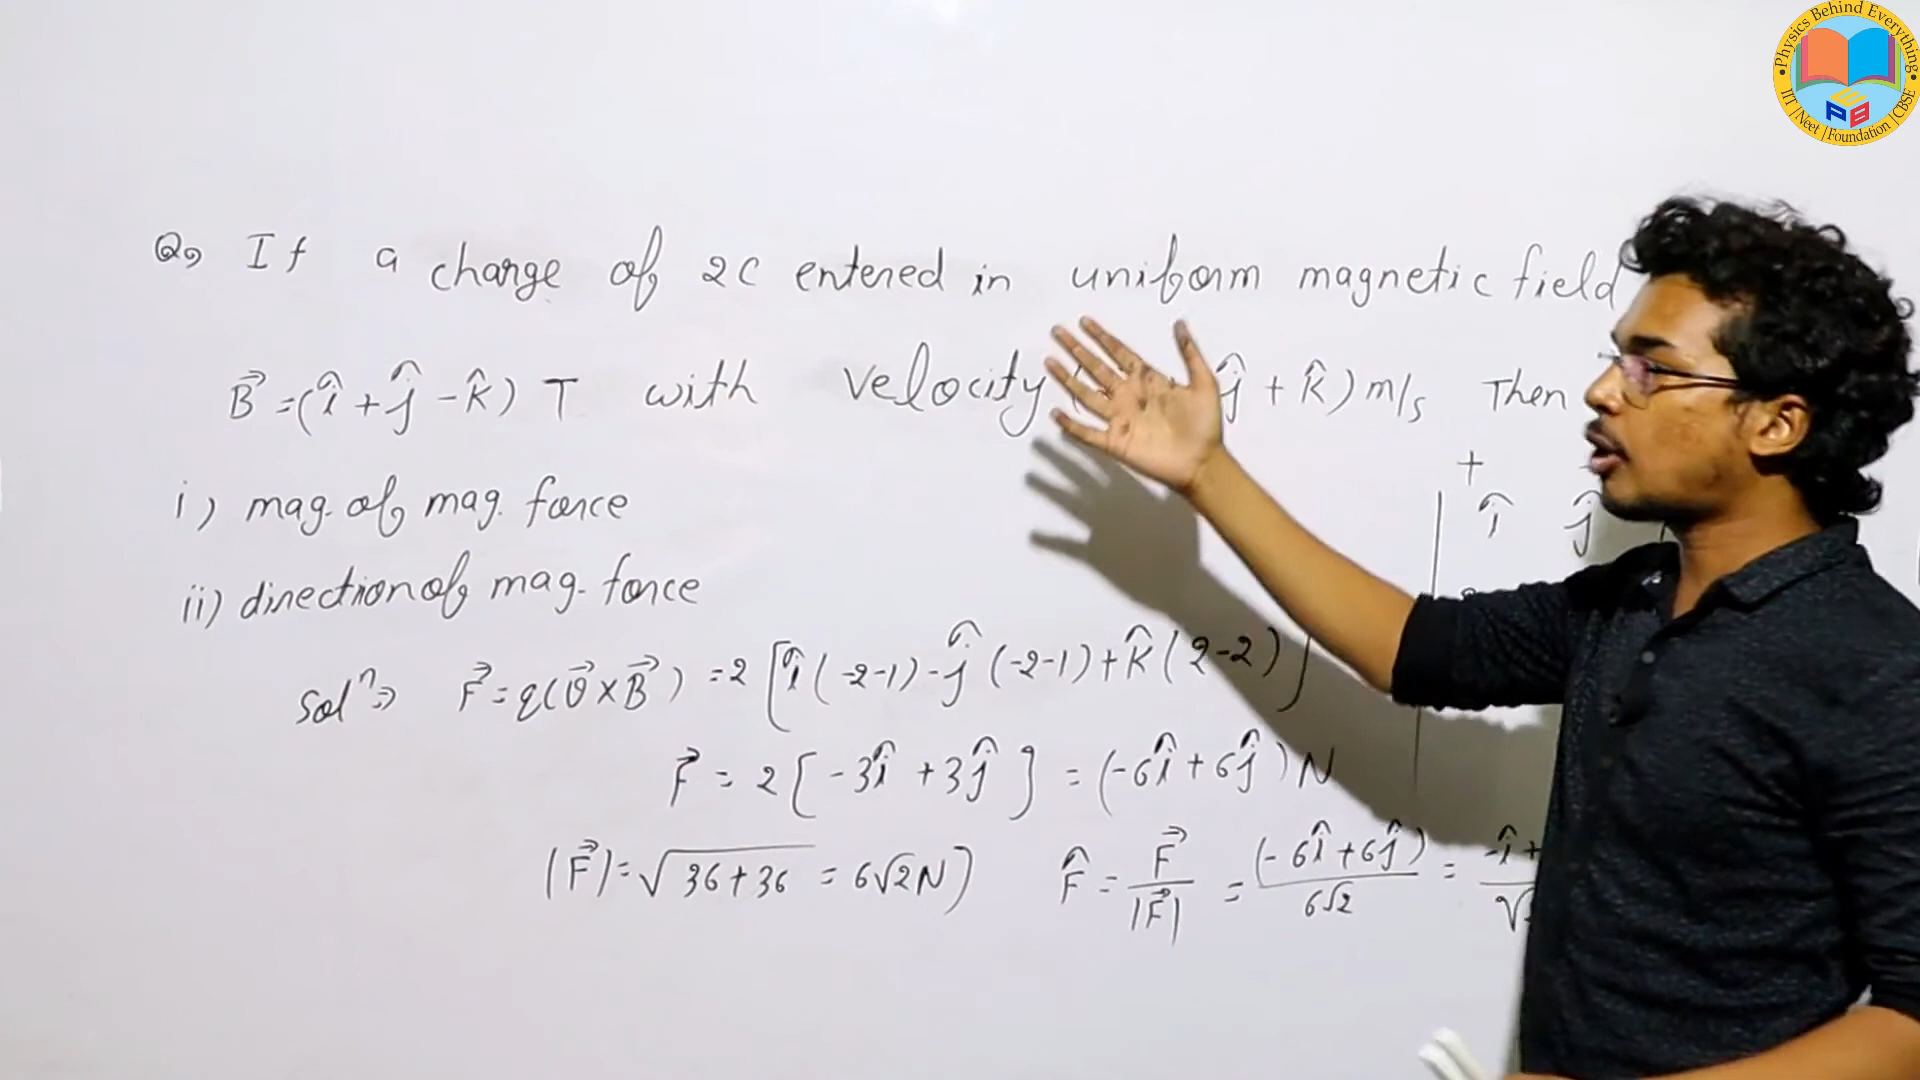 Physics Behind Everything
IIT | Neet | Foundation | CBSE
PBE
Q, If a charge of 2C entered in uniform magnetic field
B⃗ = (î + ĵ - k̂) T with velocity ĵ + k̂) m/s Then
+
î ĵ
i) mag. of mag. force
ii) direction of mag. force
Solⁿ⇒ F⃗ = q(v⃗ × B⃗) = 2 [î(-2-1) - ĵ(-2-1) + k̂(2-2)]
F⃗ = 2[-3î + 3ĵ] = (-6î + 6ĵ) N
|F⃗| = √36+36 = 6√2 N) F̂ = F⃗/|F⃗| = (-6î + 6ĵ)/6√2 = -î +